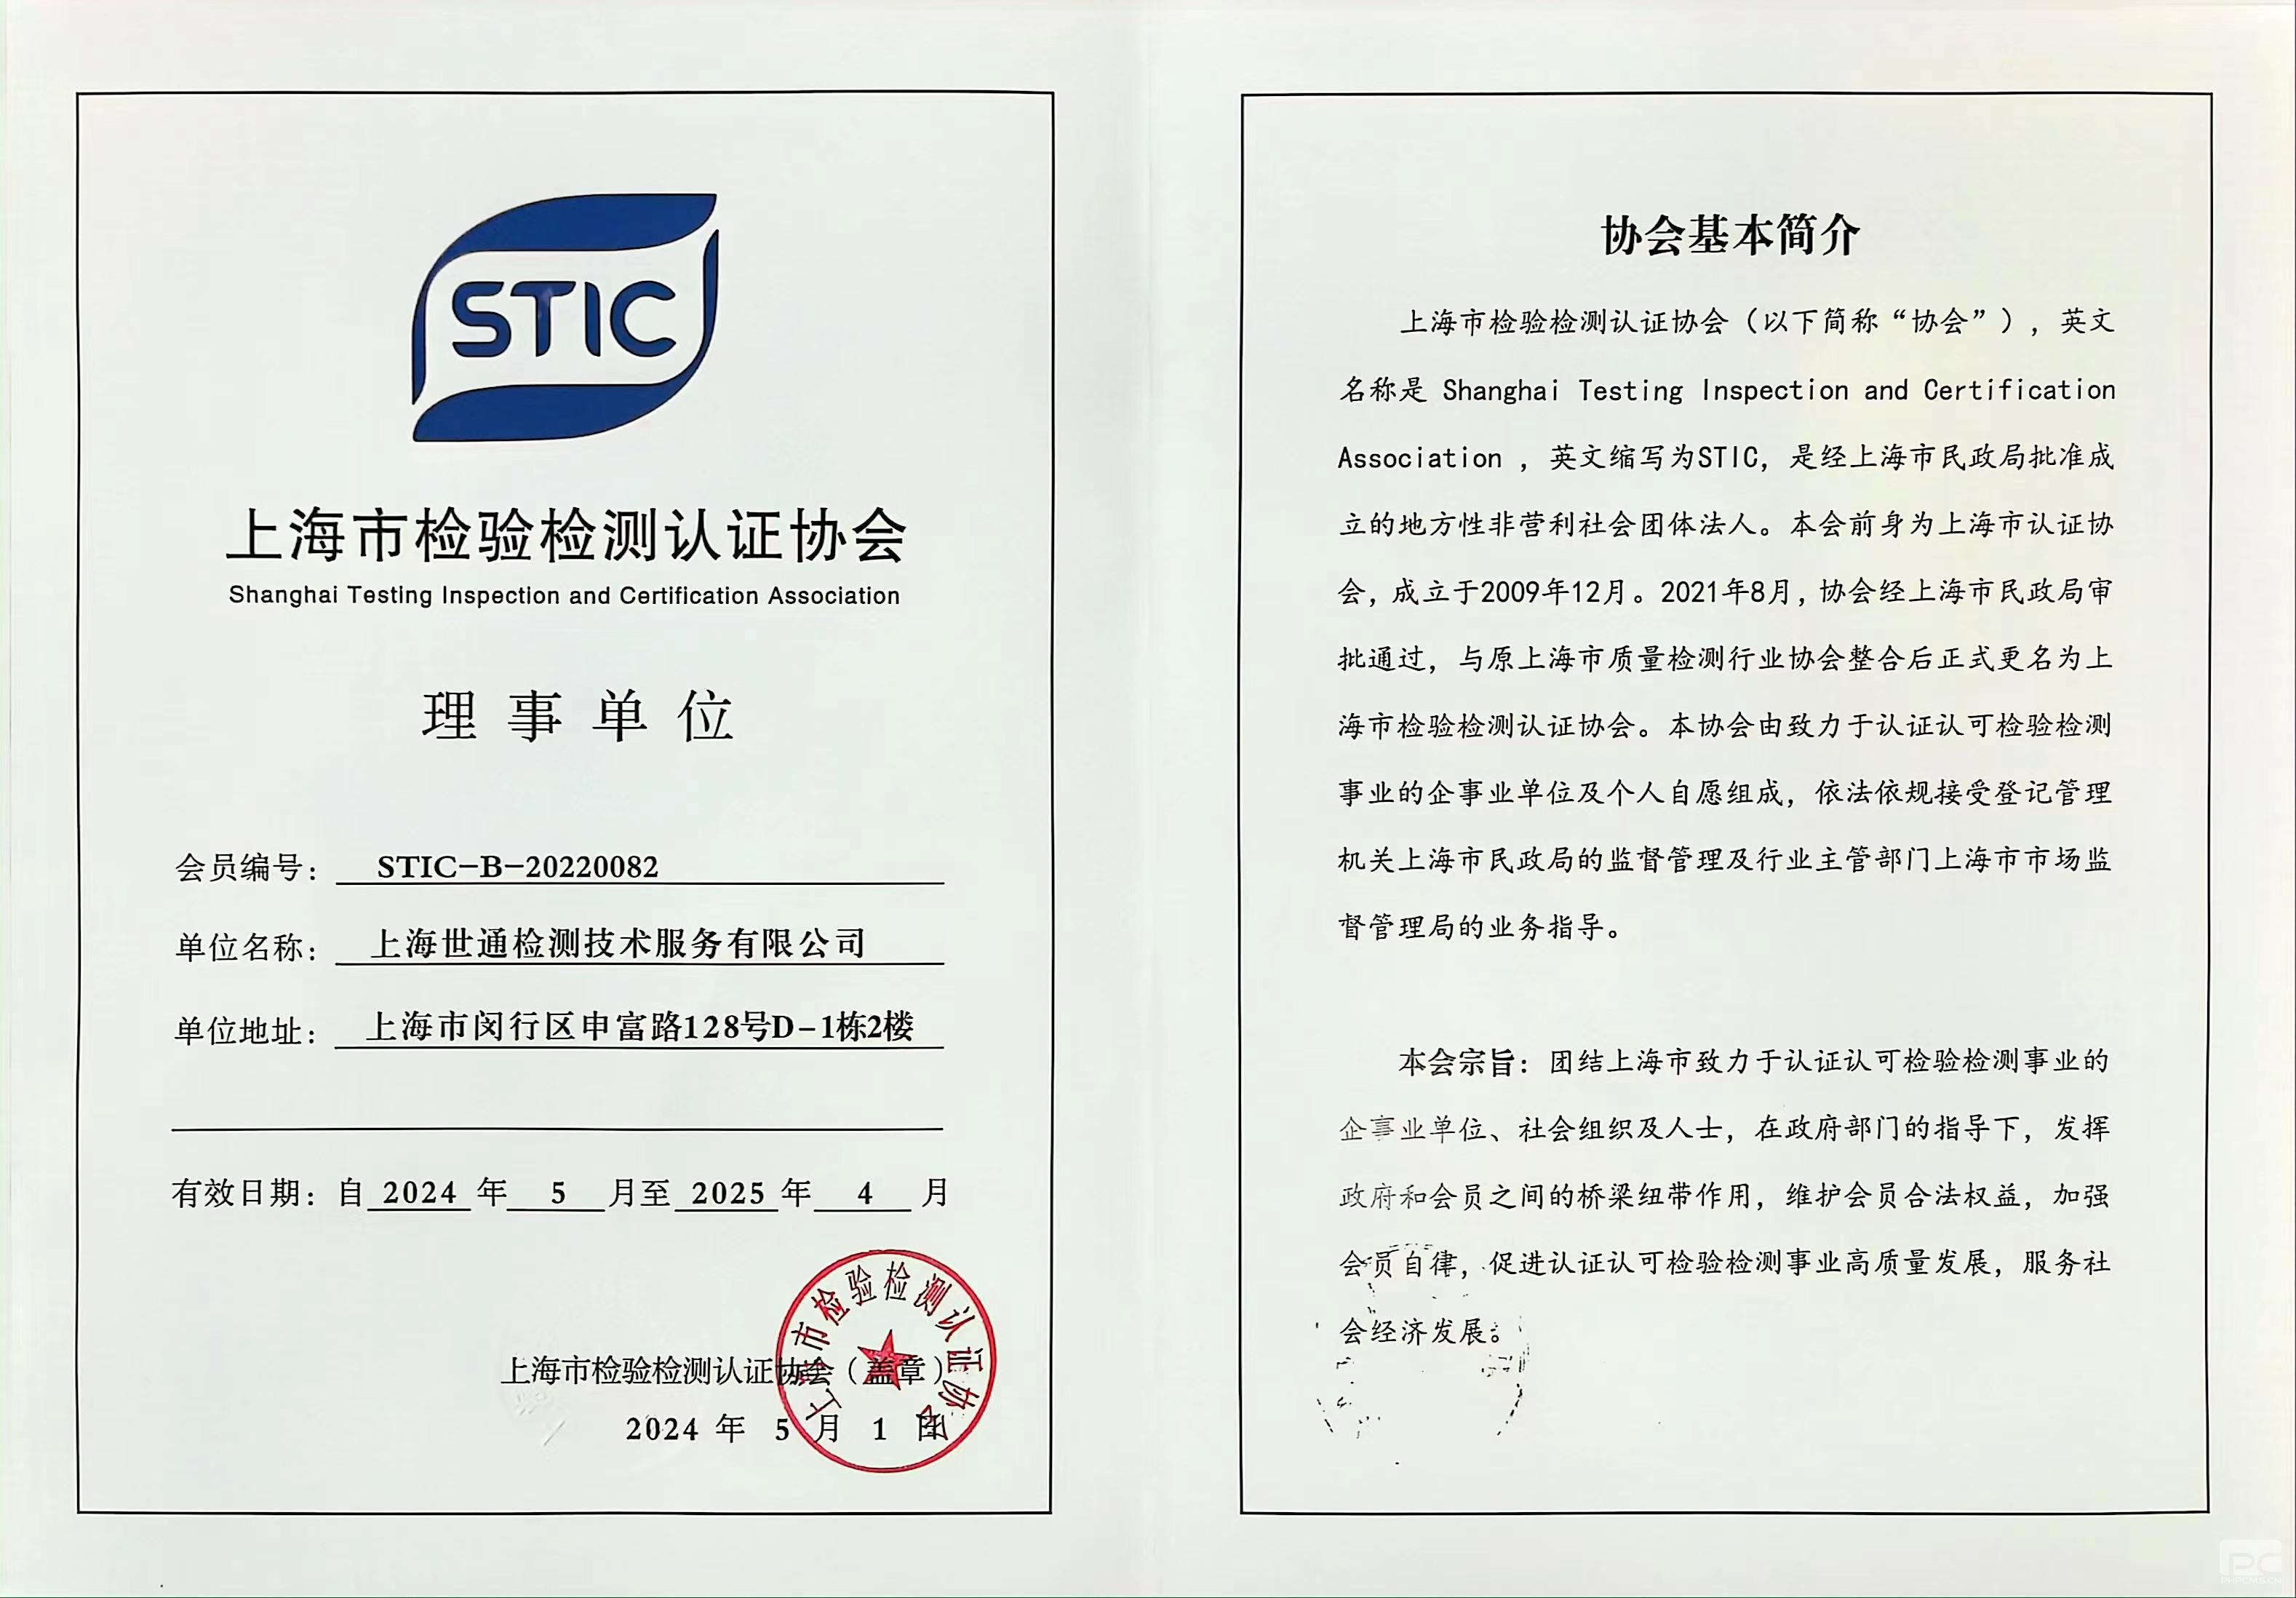 STIC
上海市检验检测认证协会
Shanghai Testing Inspection and Certification Association
理事单位
会员编号： STIC-B-20220082
单位名称： 上海世通检测技术服务有限公司
单位地址： 上海市闵行区申富路128号D-1栋2楼
有效日期：自 2024 年 5 月至 2025 年 4 月
上海市检验检测认证协会（盖章）
2024 年 5 月 1 日
上海市检验检测认证协会
协会基本简介
上海市检验检测认证协会（以下简称“协会”），英文
名称是 Shanghai Testing Inspection and Certification
Association ，英文缩写为STIC，是经上海市民政局批准成
立的地方性非营利社会团体法人。本会前身为上海市认证协
会，成立于2009年12月。2021年8月，协会经上海市民政局审
批通过，与原上海市质量检测行业协会整合后正式更名为上
海市检验检测认证协会。本协会由致力于认证认可检验检测
事业的企事业单位及个人自愿组成，依法依规接受登记管理
机关上海市民政局的监督管理及行业主管部门上海市市场监
督管理局的业务指导。
本会宗旨：团结上海市致力于认证认可检验检测事业的
企事业单位、社会组织及人士，在政府部门的指导下，发挥
政府和会员之间的桥梁纽带作用，维护会员合法权益，加强
会员自律，促进认证认可检验检测事业高质量发展，服务社
会经济发展。